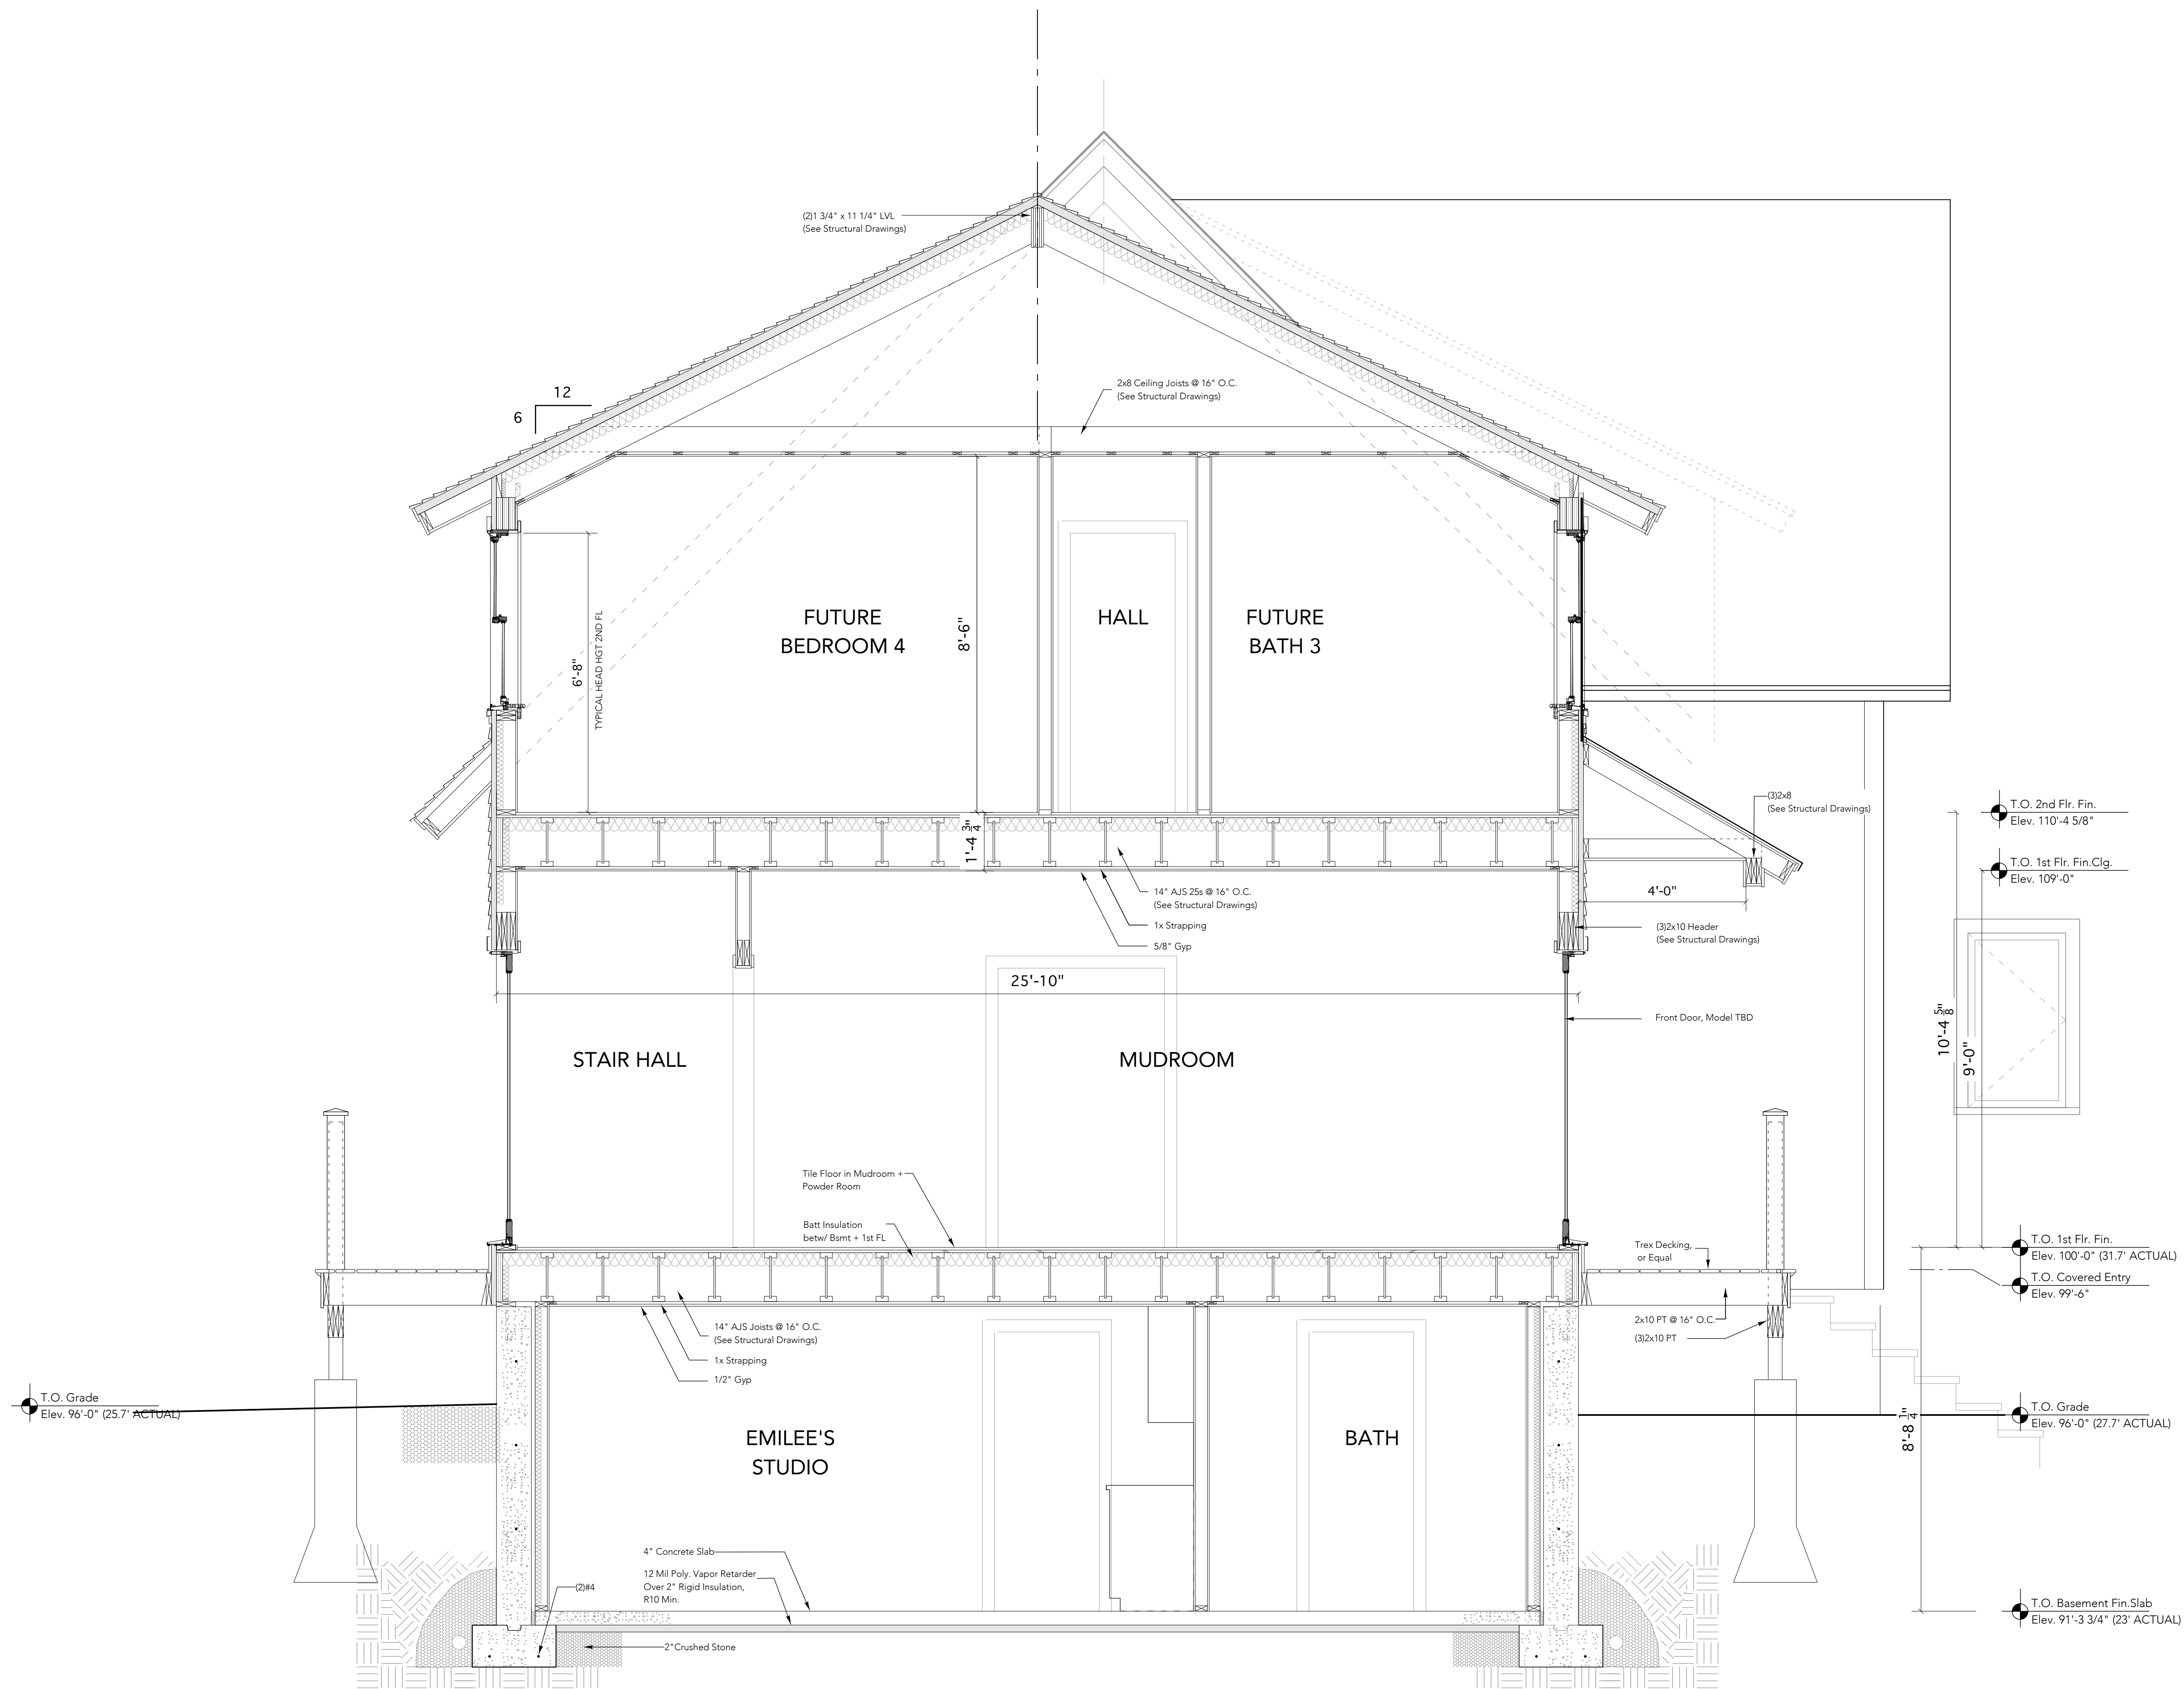 (2)1 3/4" x 11 1/4" LVL
(See Structural Drawings)
12
6
2x8 Ceiling Joists @ 16" O.C.
(See Structural Drawings)
FUTURE
BEDROOM 4
8'-6"
HALL
FUTURE
BATH 3
6'-8"
TYPICAL HEAD HGT 2ND FL
(3)2x8
(See Structural Drawings)
T.O. 2nd Flr. Fin.
Elev. 110'-4 5/8"
1'-4 3/4"
T.O. 1st Flr. Fin.Clg.
Elev. 109'-0"
14" AJS 25s @ 16" O.C.
(See Structural Drawings)
1x Strapping
5/8" Gyp
4'-0"
(3)2x10 Header
(See Structural Drawings)
25'-10"
Front Door, Model TBD
10'-4 5/8"
9'-0"
STAIR HALL
MUDROOM
Tile Floor in Mudroom +
Powder Room
Batt Insulation
betw/ Bsmt + 1st FL
Trex Decking,
or Equal
T.O. 1st Flr. Fin.
Elev. 100'-0" (31.7' ACTUAL)
T.O. Covered Entry
Elev. 99'-6"
14" AJS Joists @ 16" O.C.
(See Structural Drawings)
1x Strapping
1/2" Gyp
2x10 PT @ 16" O.C.
(3)2x10 PT
T.O. Grade
Elev. 96'-0" (25.7' ACTUAL)
T.O. Grade
Elev. 96'-0" (27.7' ACTUAL)
8'-8 1/4"
EMILEE'S
STUDIO
BATH
4" Concrete Slab
12 Mil Poly. Vapor Retarder
Over 2" Rigid Insulation,
R10 Min.
(2)#4
2"Crushed Stone
T.O. Basement Fin.Slab
Elev. 91'-3 3/4" (23' ACTUAL)